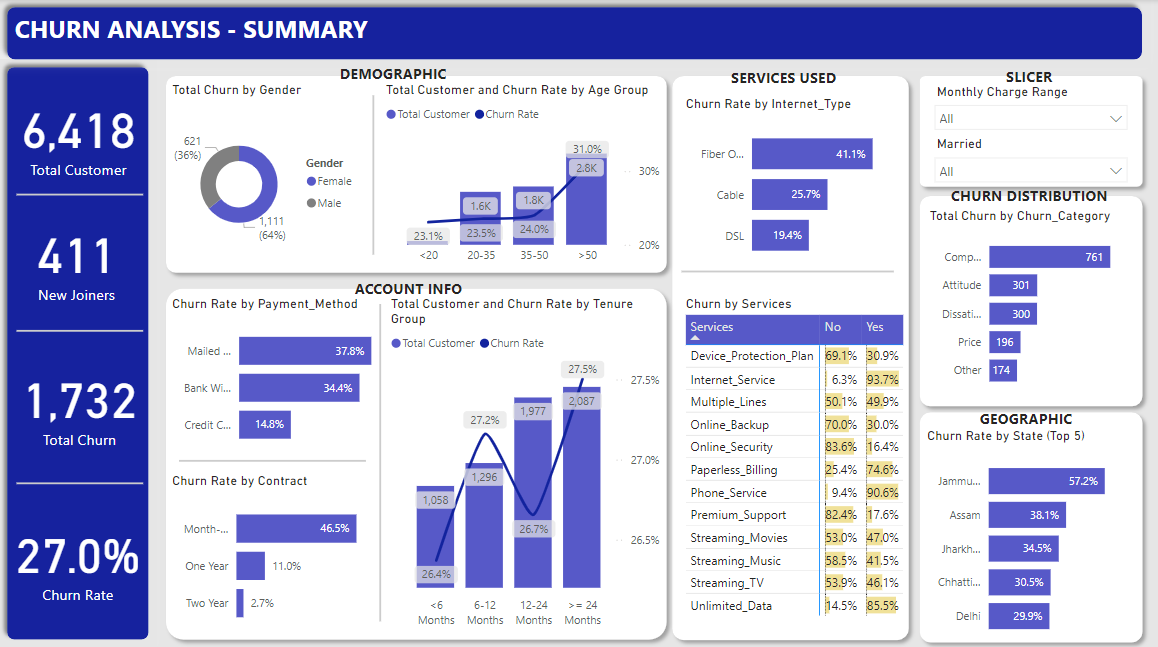 CHURN ANALYSIS - SUMMARY
6,418
Total Customer
411
New Joiners
1,732
Total Churn
27.0%
Churn Rate
DEMOGRAPHIC
Total Churn by Gender
621
(36%)
1,111
(64%)
Gender
Female
Male
Total Customer and Churn Rate by Age Group
Total Customer Churn Rate
31.0%
2.8K
30%
1.6K
1.8K
23.1%
23.5%
24.0%
20%
<20 20-35 35-50 >50
ACCOUNT INFO
Churn Rate by Payment_Method
Mailed ... 37.8%
Bank Wi... 34.4%
Credit C... 14.8%
Churn Rate by Contract
Month-... 46.5%
One Year 11.0%
Two Year 2.7%
Total Customer and Churn Rate by Tenure
Group
Total Customer Churn Rate
27.5%
27.5%
2,087
1,977
27.2%
27.0%
1,296
1,058
26.7%
26.5%
26.4%
<6 6-12 12-24 >= 24
Months Months Months Months
SERVICES USED
Churn Rate by Internet_Type
Fiber O... 41.1%
Cable 25.7%
DSL 19.4%
Churn by Services
Services No Yes
Device_Protection_Plan 69.1% 30.9%
Internet_Service 6.3% 93.7%
Multiple_Lines 50.1% 49.9%
Online_Backup 70.0% 30.0%
Online_Security 83.6% 16.4%
Paperless_Billing 25.4% 74.6%
Phone_Service 9.4% 90.6%
Premium_Support 82.4% 17.6%
Streaming_Movies 53.0% 47.0%
Streaming_Music 58.5% 41.5%
Streaming_TV 53.9% 46.1%
Unlimited_Data 14.5% 85.5%
SLICER
Monthly Charge Range
All
Married
All
CHURN DISTRIBUTION
Total Churn by Churn_Category
Comp... 761
Attitude 301
Dissati... 300
Price 196
Other 174
GEOGRAPHIC
Churn Rate by State (Top 5)
Jammu... 57.2%
Assam 38.1%
Jharkh... 34.5%
Chhatti... 30.5%
Delhi 29.9%